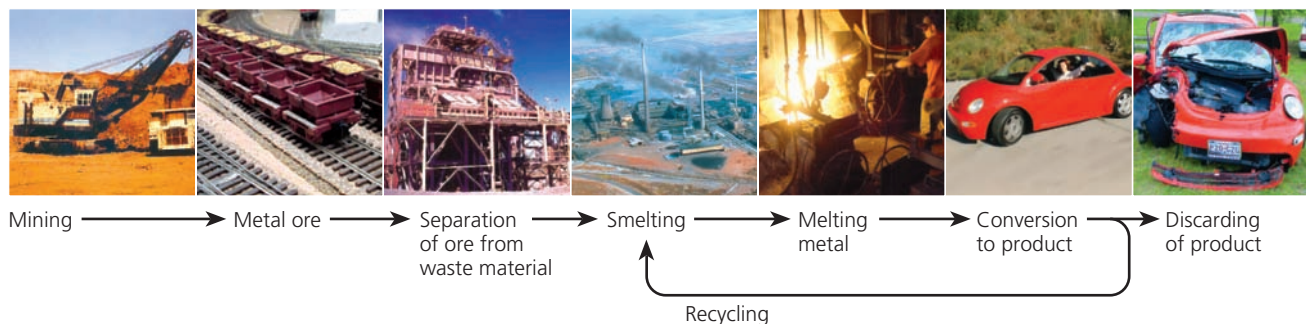 Mining
Metal ore
Separation
of ore from
waste material
Smelting
Melting
metal
Conversion
to product
Discarding
of product
Recycling